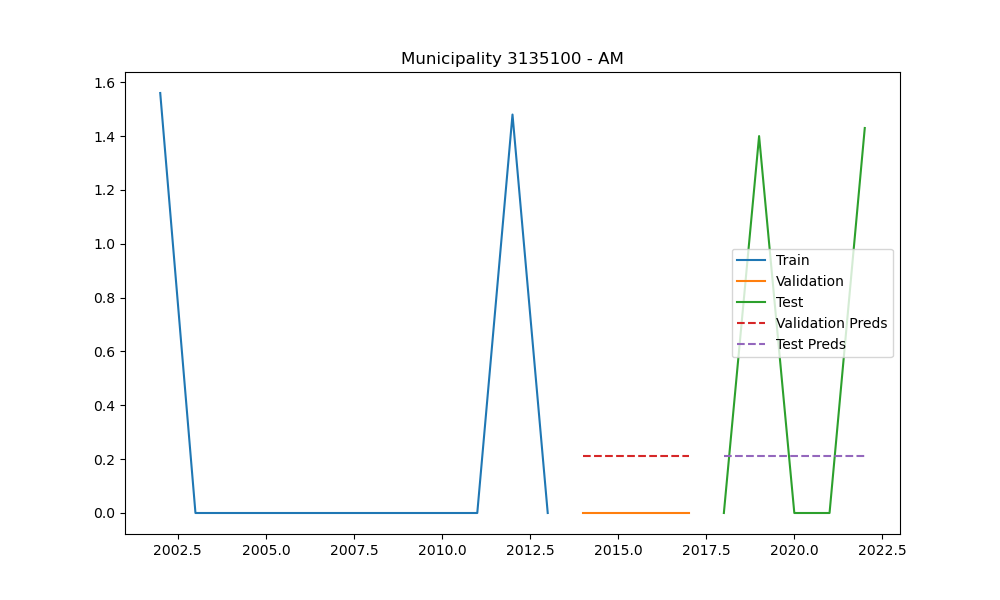 Municipality 3135100 - AM
1.6
1.4
1.2
1.0
0.8
0.6
0.4
0.2
0.0
Train
Validation
Test
Validation Preds
Test Preds
2002.5 2005.0 2007.5 2010.0 2012.5 2015.0 2017.5 2020.0 2022.5